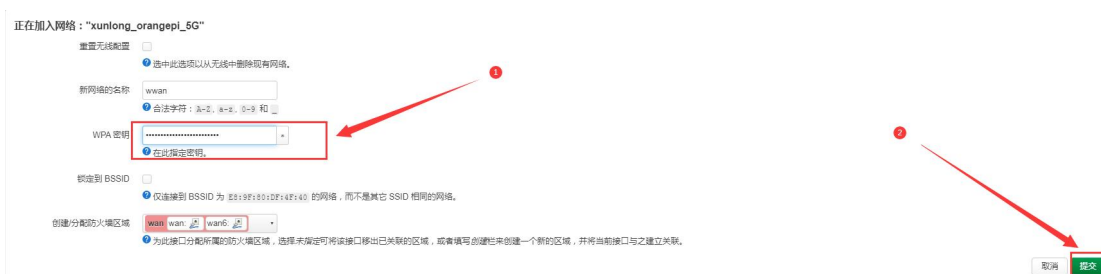 正在加入网络："xunlong_orangepi_5G"
重置无线配置
选中此选项以从无线中删除现有网络。
1
新网络的名称 wwan
合法字符：A-Z, a-z, 0-9 和 _
WPA 密钥 ························ *
2
在此指定密钥。
锁定到 BSSID
仅连接到 BSSID 为 E8:9F:80:DF:4F:40 的网络，而不是其它 SSID 相同的网络。
创建/分配防火墙区域 wan wan: wan6:
为此接口分配所属的防火墙区域，选择未指定可将该接口移出已关联的区域，或者填写创建栏来创建一个新的区域，并将当前接口与之建立关联。
取消 提交